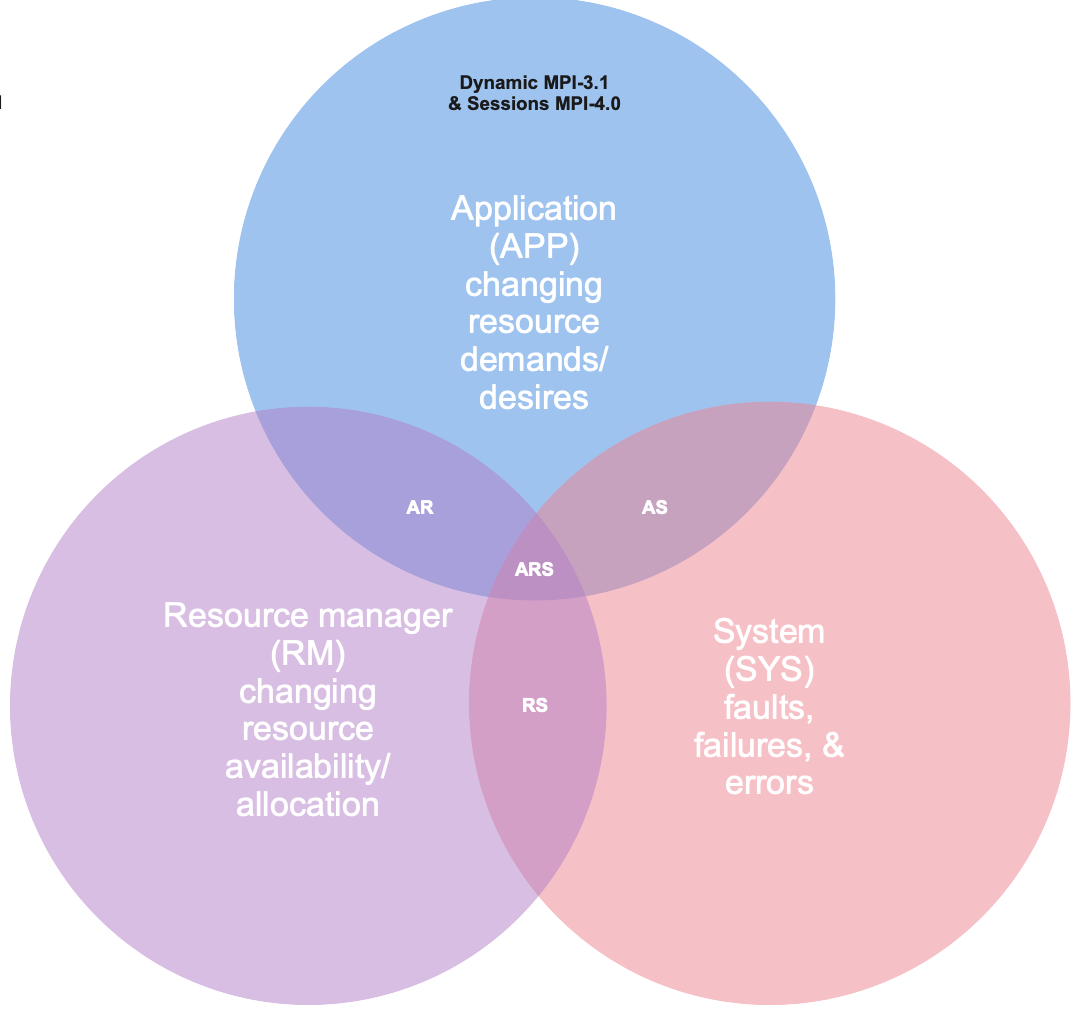 Dynamic MPI-3.1
& Sessions MPI-4.0
Application
(APP)
changing
resource
demands/
desires
AR
AS
ARS
Resource manager
(RM)
changing
resource
availability/
allocation
RS
System
(SYS)
faults,
failures, &
errors